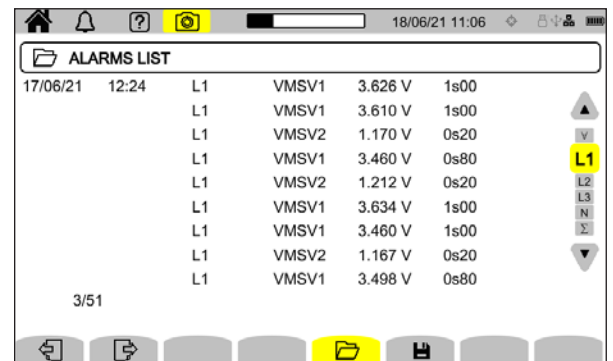 ? 18/06/21 11:06
ALARMS LIST
17/06/21 12:24 L1 VMSV1 3.626 V 1s00
L1 VMSV1 3.610 V 1s00
L1 VMSV2 1.170 V 0s20
L1 VMSV1 3.460 V 0s80
L1 VMSV2 1.212 V 0s20
L1 VMSV1 3.634 V 1s00
L1 VMSV1 3.460 V 1s00
L1 VMSV2 1.167 V 0s20
L1 VMSV1 3.498 V 0s80
3/51
V
L1
L2
L3
N
Σ